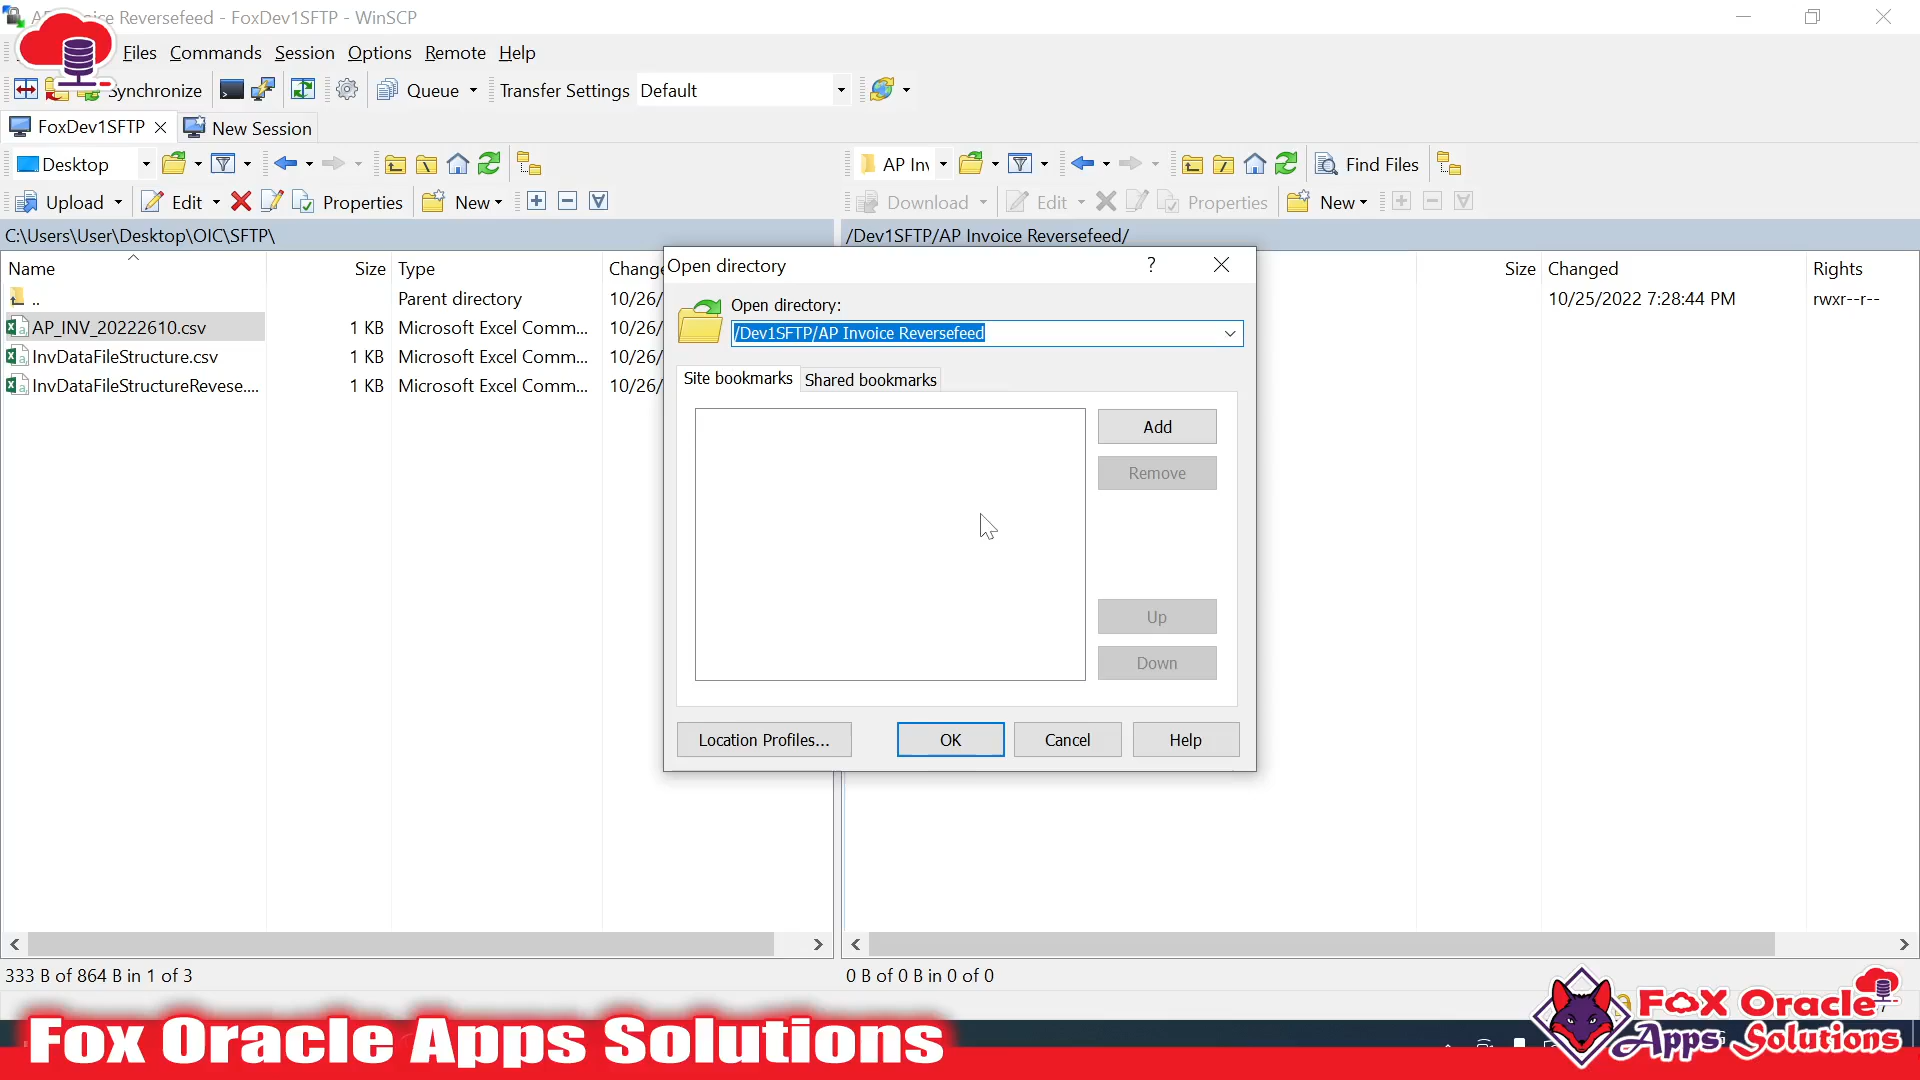 Invoice Reversefeed - FoxDev1SFTP - WinSCP
Files Commands Session Options Remote Help
Synchronize Queue Transfer Settings Default
FoxDev1SFTP New Session
Desktop AP Inv Find Files
Upload Edit Properties New Download Edit Properties New
C:\Users\User\Desktop\OIC\SFTP\ /Dev1SFTP/AP Invoice Reversefeed/
Name Size Type Change Size Changed Rights
.. Parent directory 10/26/ 10/25/2022 7:28:44 PM rwxr--r--
AP_INV_20222610.csv 1 KB Microsoft Excel Comm... 10/26/
InvDataFileStructure.csv 1 KB Microsoft Excel Comm... 10/26/
InvDataFileStructureRevese.... 1 KB Microsoft Excel Comm... 10/26/
Open directory ?
Open directory:
/Dev1SFTP/AP Invoice Reversefeed
Site bookmarks Shared bookmarks
Add
Remove
Up
Down
Location Profiles... OK Cancel Help
333 B of 864 B in 1 of 3 0 B of 0 B in 0 of 0
Fox Oracle Apps Solutions
Fox Oracle
Apps Solutions